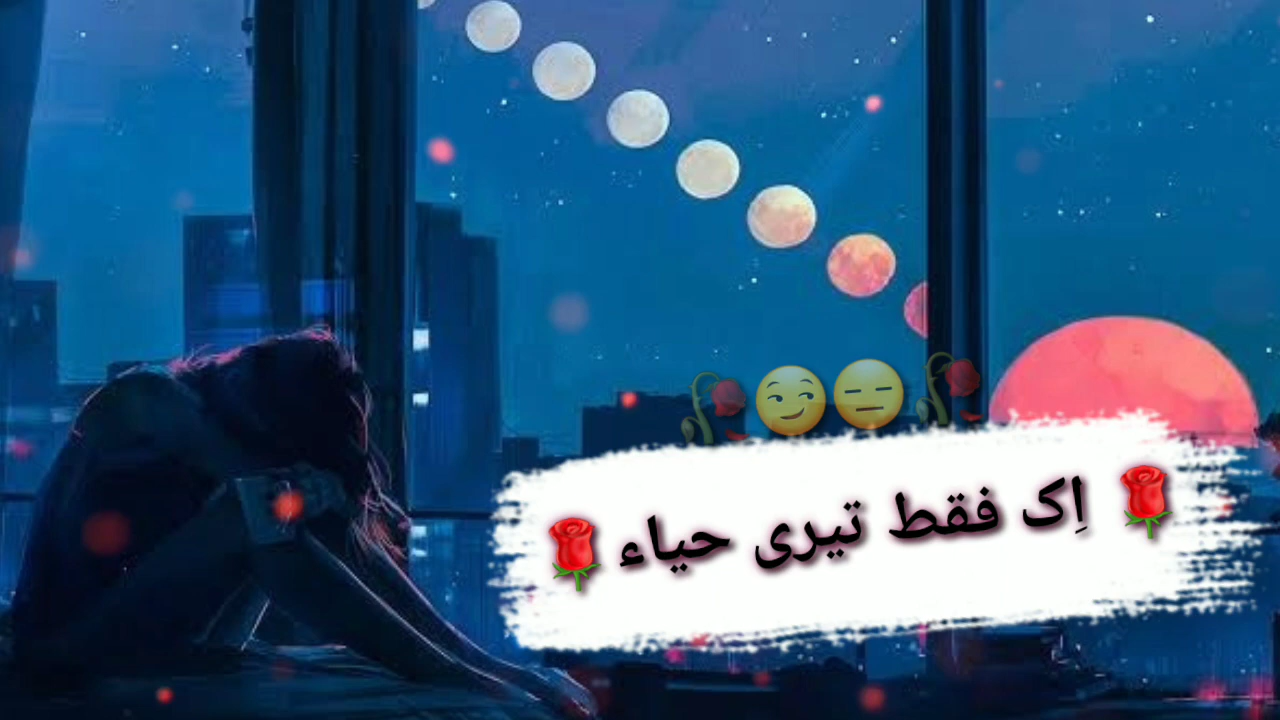 🥀😏😑🥀
🌹 اِک فقط تیری حیاء 🌹